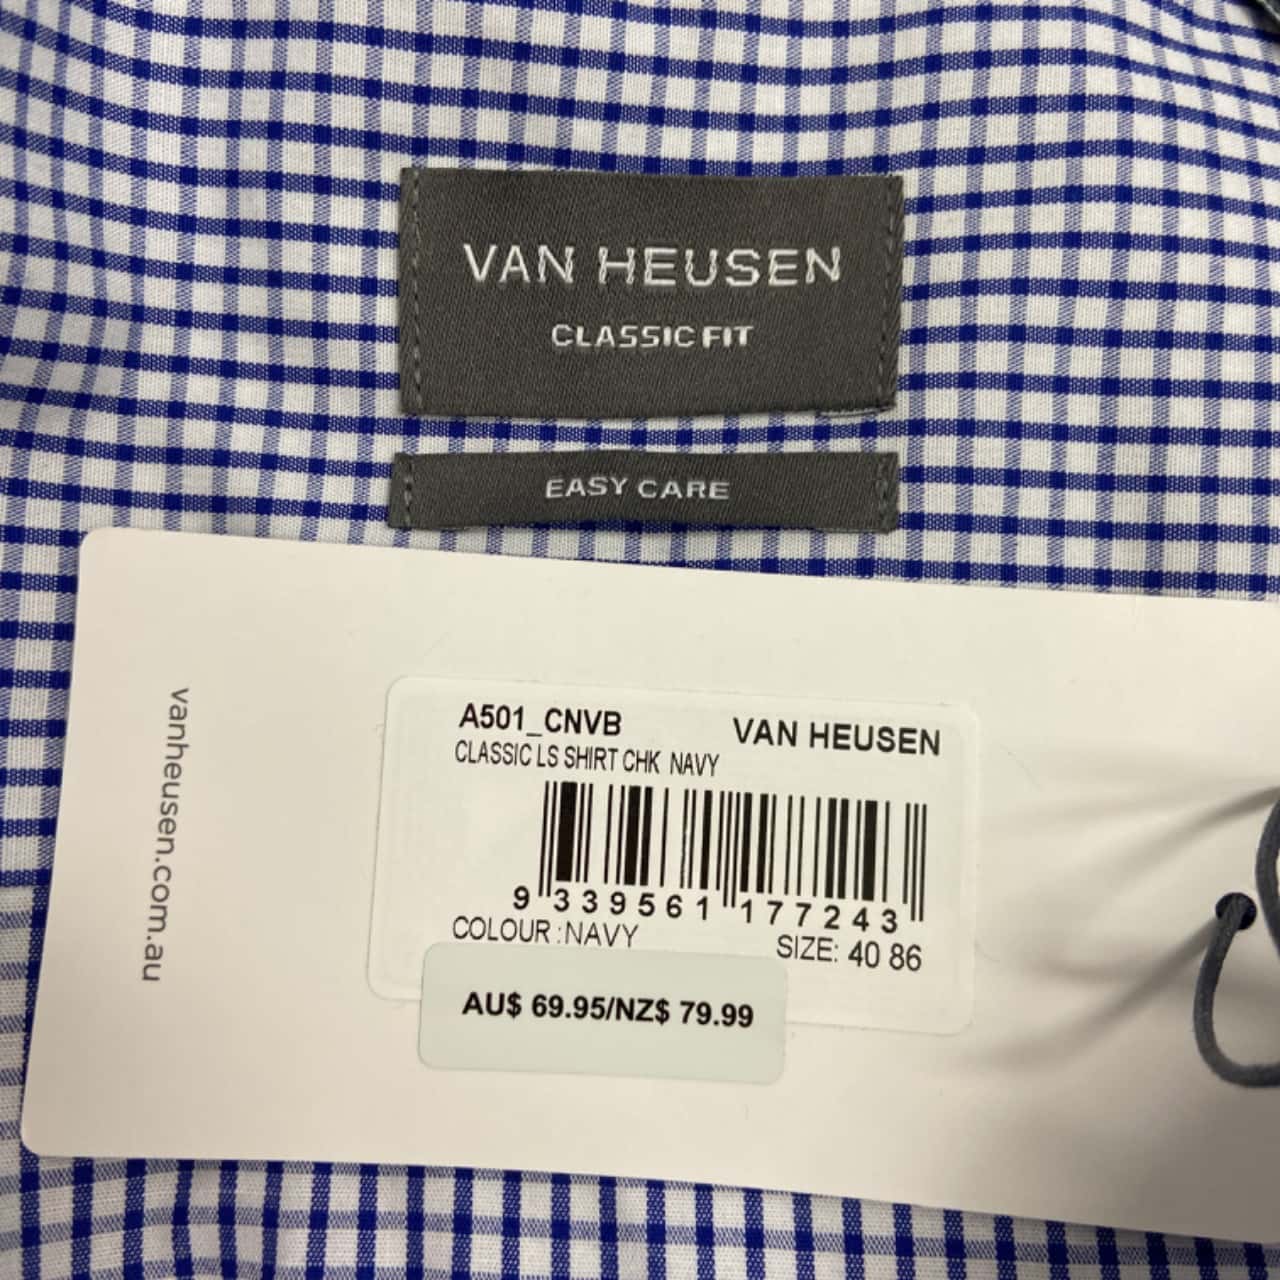 VAN HEUSEN
CLASSIC FIT
EASY CARE
vanheusen.com.au
A501_CNVB VAN HEUSEN
CLASSIC LS SHIRT CHK NAVY
9 339561 177243
COLOUR :NAVY SIZE: 40 86
AU$ 69.95/NZ$ 79.99